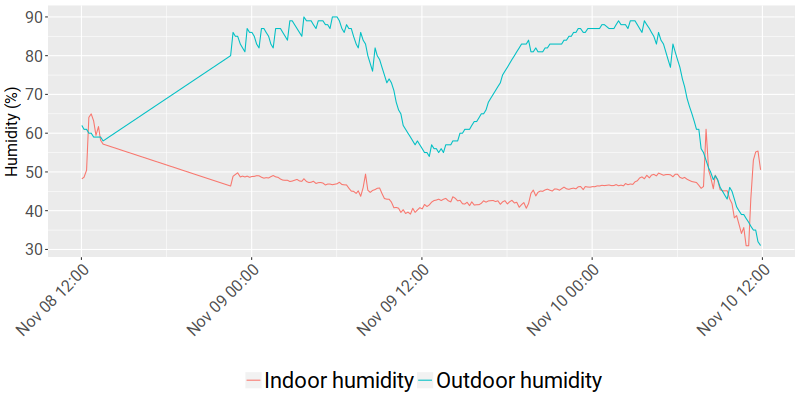 Humidity (%)
90
80
70
60
50
40
30
Nov 08 12:00
Nov 09 00:00
Nov 09 12:00
Nov 10 00:00
Nov 10 12:00
Indoor humidity Outdoor humidity